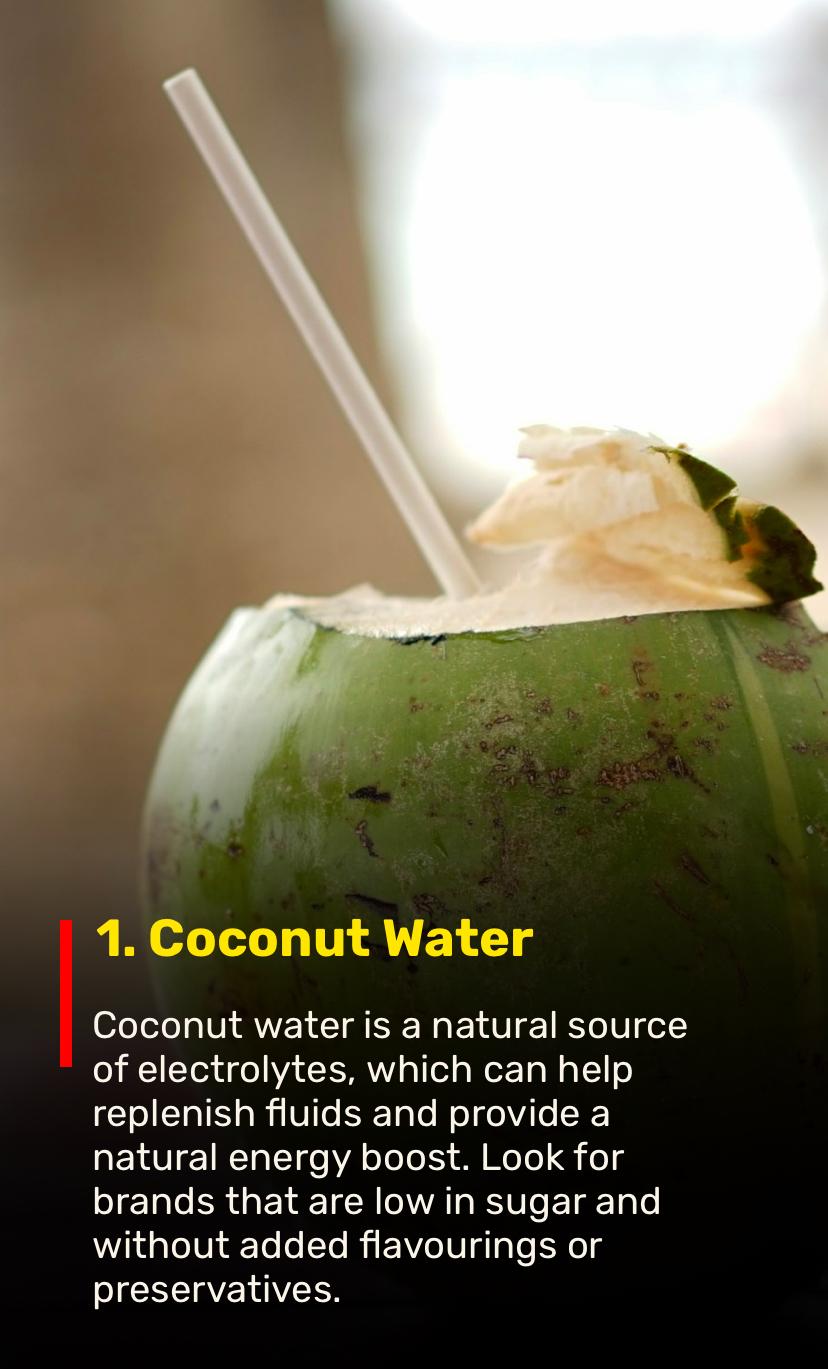 1. Coconut Water
Coconut water is a natural source
of electrolytes, which can help
replenish fluids and provide a
natural energy boost. Look for
brands that are low in sugar and
without added flavourings or
preservatives.